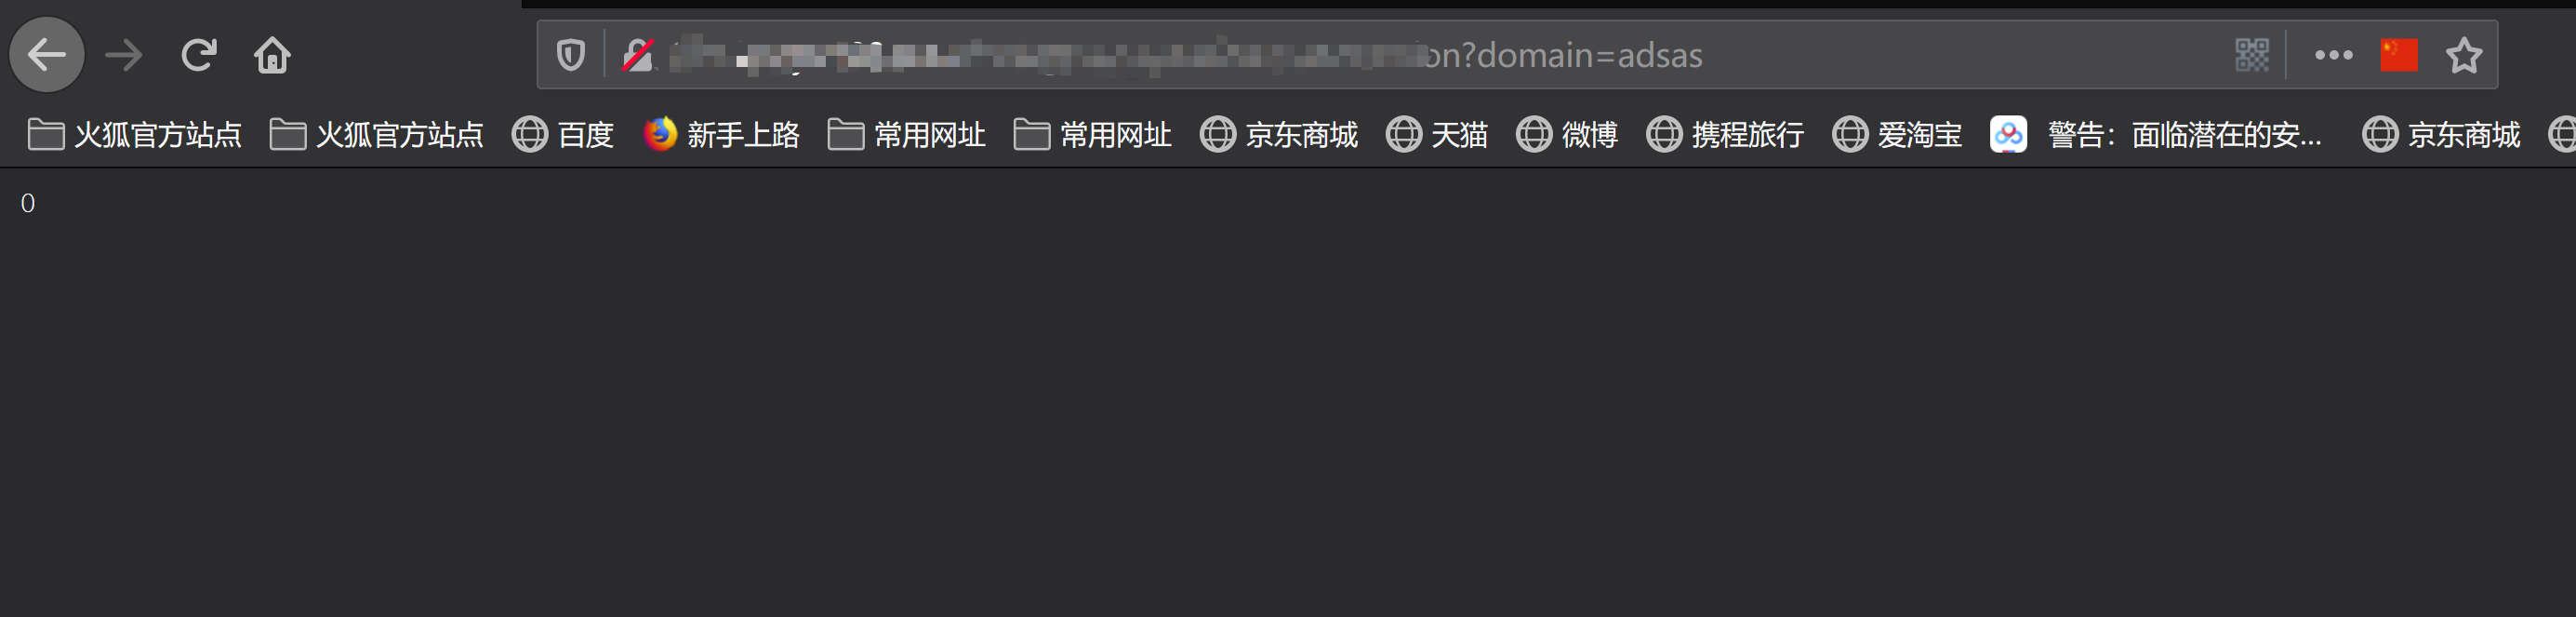 on?domain=adsas
火狐官方站点 火狐官方站点 百度 新手上路 常用网址 常用网址 京东商城 天猫 微博 携程旅行 爱淘宝 警告：面临潜在的安... 京东商城
0